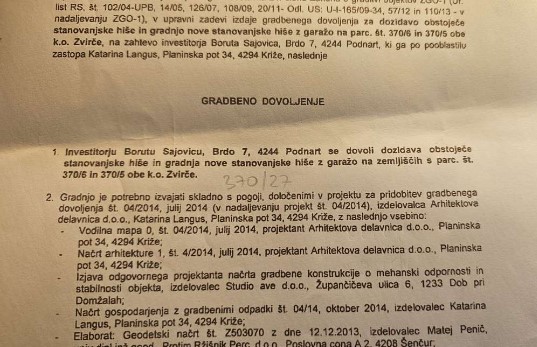 list RS, št. 102/04-UPB, 14/05, 126/07, 108/09, 20/11- Odl. US: U-I-165/09-34, 57/12 in 110/13 - v
nadaljevanju ZGO-1), v upravni zadevi izdaje gradbenega dovoljenja za dozidavo obstoječe
stanovanjske hiše in gradnjo nove stanovanjske hiše z garažo na parc. št. 370/6 in 370/5 obe
k.o. Zvirče, na zahtevo investitorja Boruta Sajovica, Brdo 7, 4244 Podnart, ki ga po pooblastilu
zastopa Katarina Langus, Planinska pot 34, 4294 Križe, naslednje
GRADBENO DOVOLJENJE
1. Investitorju Borutu Sajovicu, Brdo 7, 4244 Podnart se dovoli dozidava obstoječe
stanovanjske hiše in gradnja nove stanovanjske hiše z garažo na zemljiščih s parc. št.
370/6 in 370/5 obe k.o. Zvirče.
370/27
2. Gradnjo je potrebno izvajati skladno s pogoji, določenimi v projektu za pridobitev gradbenega
dovoljenja št. 04/2014, julij 2014 (v nadaljevanju projekt št. 04/2014), izdelovalca Arhitektova
delavnica d.o.o., Katarina Langus, Planinska pot 34, 4294 Križe, z naslednjo vsebino:
- Vodilna mapa 0, št. 04/2014, julij 2014, projektant Arhitektova delavnica d.o.o., Planinska
pot 34, 4294 Križe;
- Načrt arhitekture 1, št. 4/2014, julij 2014, projektant Arhitektova delavnica d.o.o., Planinska
pot 34, 4294 Križe;
- Izjava odgovornega projektanta načrta gradbene konstrukcije o mehanski odpornosti in
stabilnosti objekta, izdelovalec Studio ave d.o.o., Župančičeva ulica 6, 1233 Dob pri
Domžalah;
- Načrt gospodarjenja z gradbenimi odpadki št. 04/14, oktober 2014, izdelovalec Katarina
Langus, Planinska pot 34, 4294 Križe;
- Elaborat: Geodetski načrt št. Z503070 z dne 12.12.2013, izdelovalec Matej Penič,
Protim Ržišnik Perc, d.o.o., Poslovna cona A 2, 4208 Šenčur;